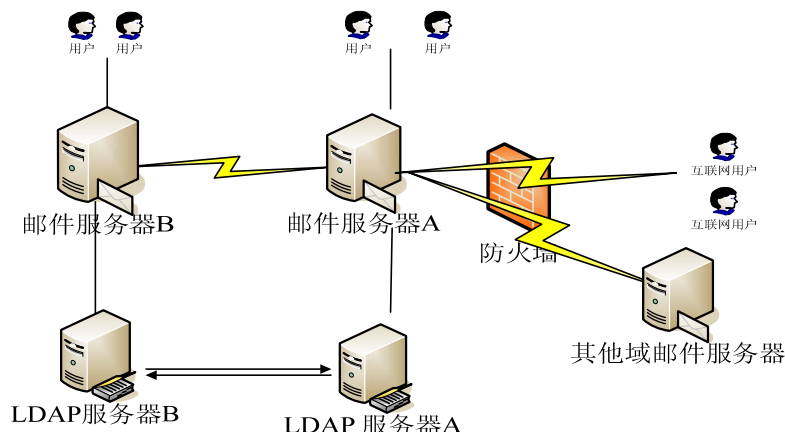 用户
用户
用户
用户
互联网用户
互联网用户
邮件服务器B
邮件服务器A
防火墙
其他域邮件服务器
LDAP服务器B
LDAP 服务器A